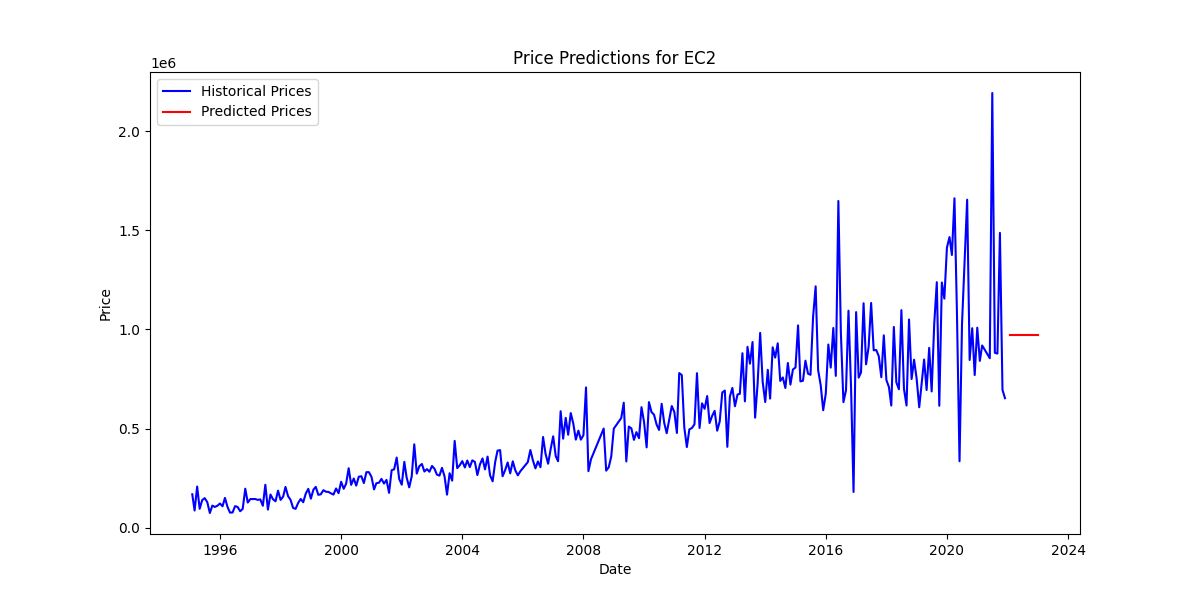 Price Predictions for EC2
1e6
Historical Prices
Predicted Prices
2.0
1.5
1.0
0.5
0.0
Price
1996 2000 2004 2008 2012 2016 2020 2024
Date